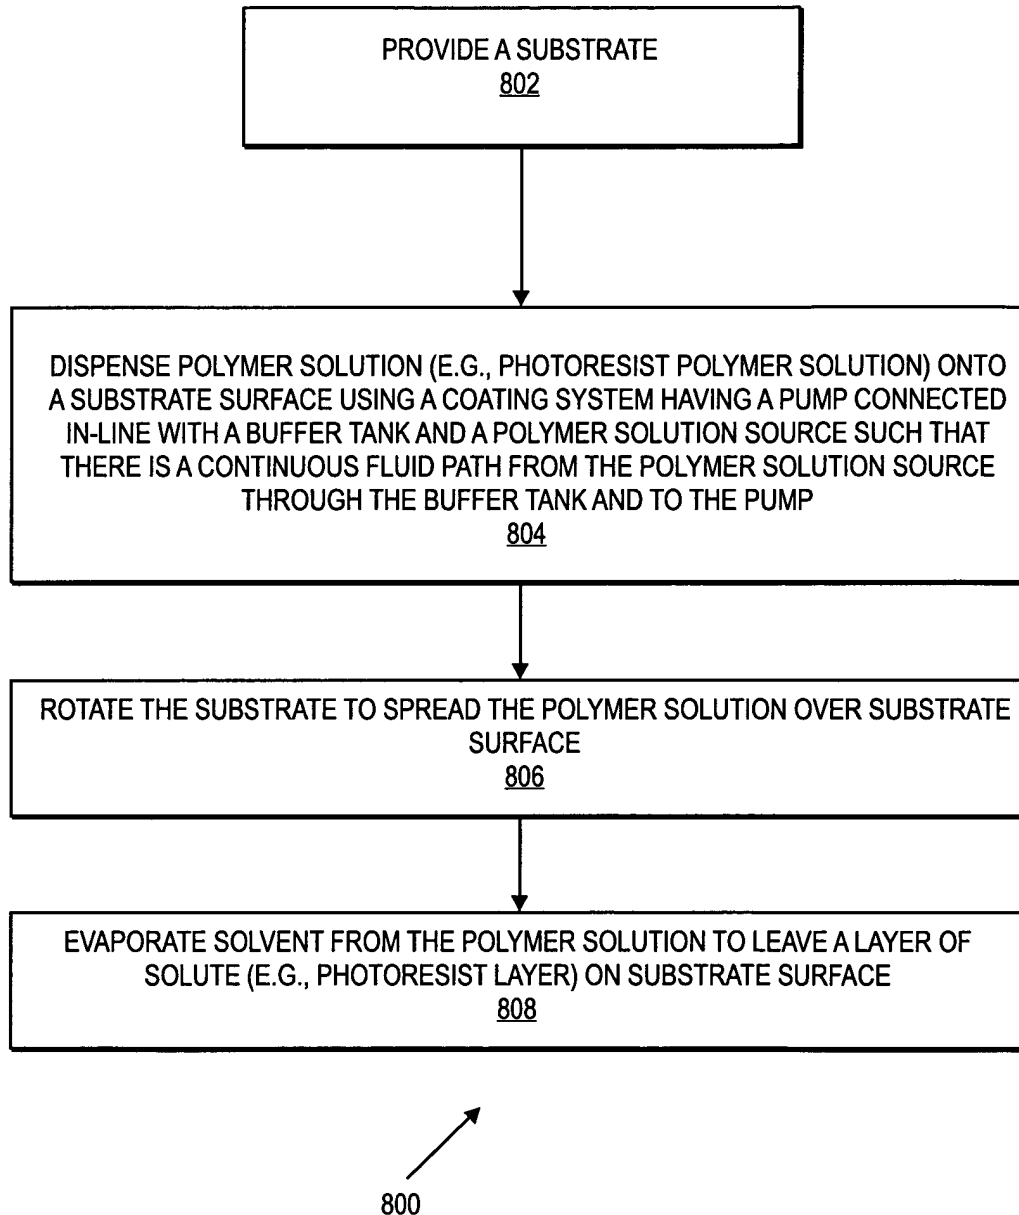 PROVIDE A SUBSTRATE
802
DISPENSE POLYMER SOLUTION (E.G., PHOTORESIST POLYMER SOLUTION) ONTO
A SUBSTRATE SURFACE USING A COATING SYSTEM HAVING A PUMP CONNECTED
IN-LINE WITH A BUFFER TANK AND A POLYMER SOLUTION SOURCE SUCH THAT
THERE IS A CONTINUOUS FLUID PATH FROM THE POLYMER SOLUTION SOURCE
THROUGH THE BUFFER TANK AND TO THE PUMP
804
ROTATE THE SUBSTRATE TO SPREAD THE POLYMER SOLUTION OVER SUBSTRATE
SURFACE
806
EVAPORATE SOLVENT FROM THE POLYMER SOLUTION TO LEAVE A LAYER OF
SOLUTE (E.G., PHOTORESIST LAYER) ON SUBSTRATE SURFACE
808
800